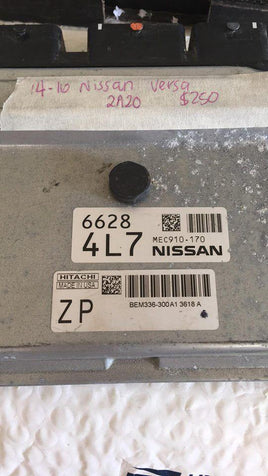 14-16 Nissan Versa
2A20 $250
6628
4L7 MEC910-170
NISSAN
HITACHI
MADE IN USA
ZP
BEM336-300A1 3618 A